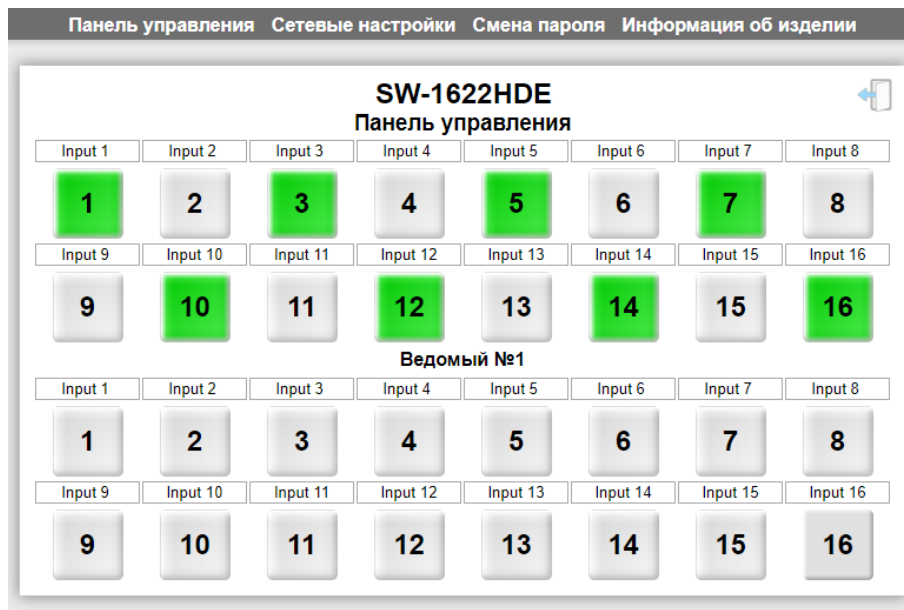 Панель управления Сетевые настройки Смена пароля Информация об изделии
SW-1622HDE
Панель управления
Input 1 Input 2 Input 3 Input 4 Input 5 Input 6 Input 7 Input 8
1 2 3 4 5 6 7 8
Input 9 Input 10 Input 11 Input 12 Input 13 Input 14 Input 15 Input 16
9 10 11 12 13 14 15 16
Ведомый №1
Input 1 Input 2 Input 3 Input 4 Input 5 Input 6 Input 7 Input 8
1 2 3 4 5 6 7 8
Input 9 Input 10 Input 11 Input 12 Input 13 Input 14 Input 15 Input 16
9 10 11 12 13 14 15 16